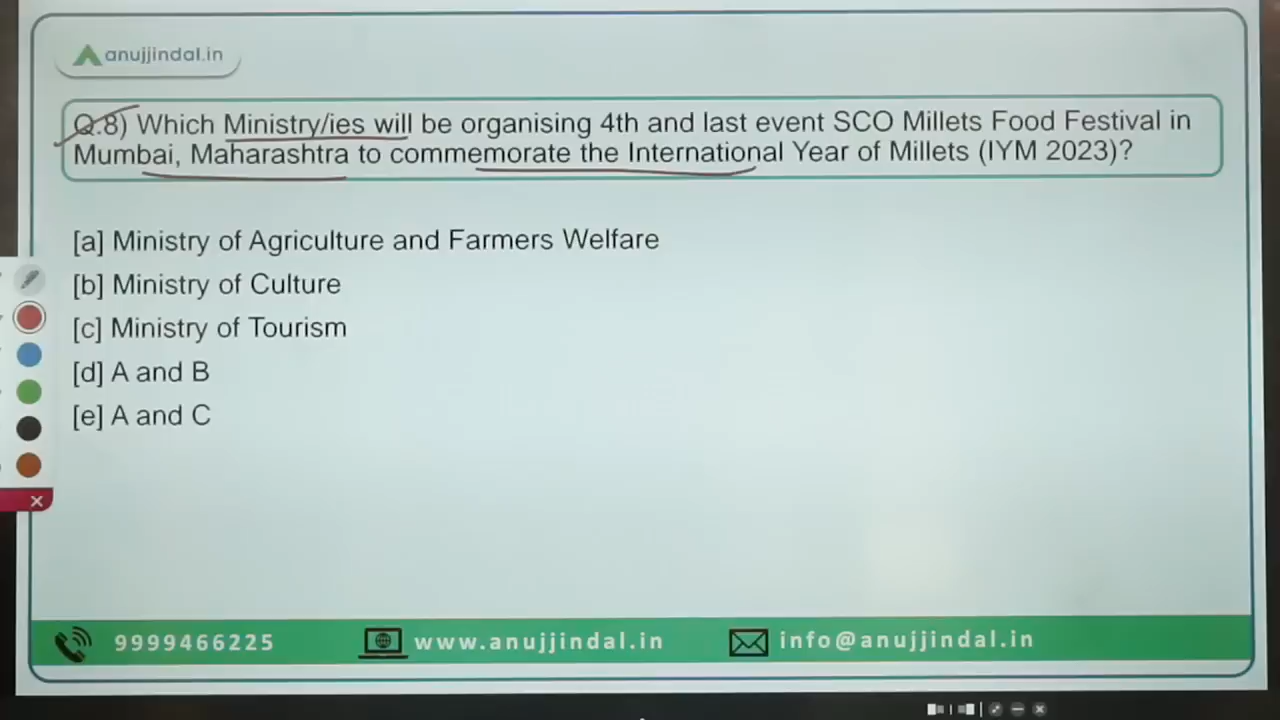 anujjindal.in
Q.8) Which Ministry/ies will be organising 4th and last event SCO Millets Food Festival in
Mumbai, Maharashtra to commemorate the International Year of Millets (IYM 2023)?
[a] Ministry of Agriculture and Farmers Welfare
[b] Ministry of Culture
[c] Ministry of Tourism
[d] A and B
[e] A and C
9999466225 www.anujjindal.in info@anujjindal.in